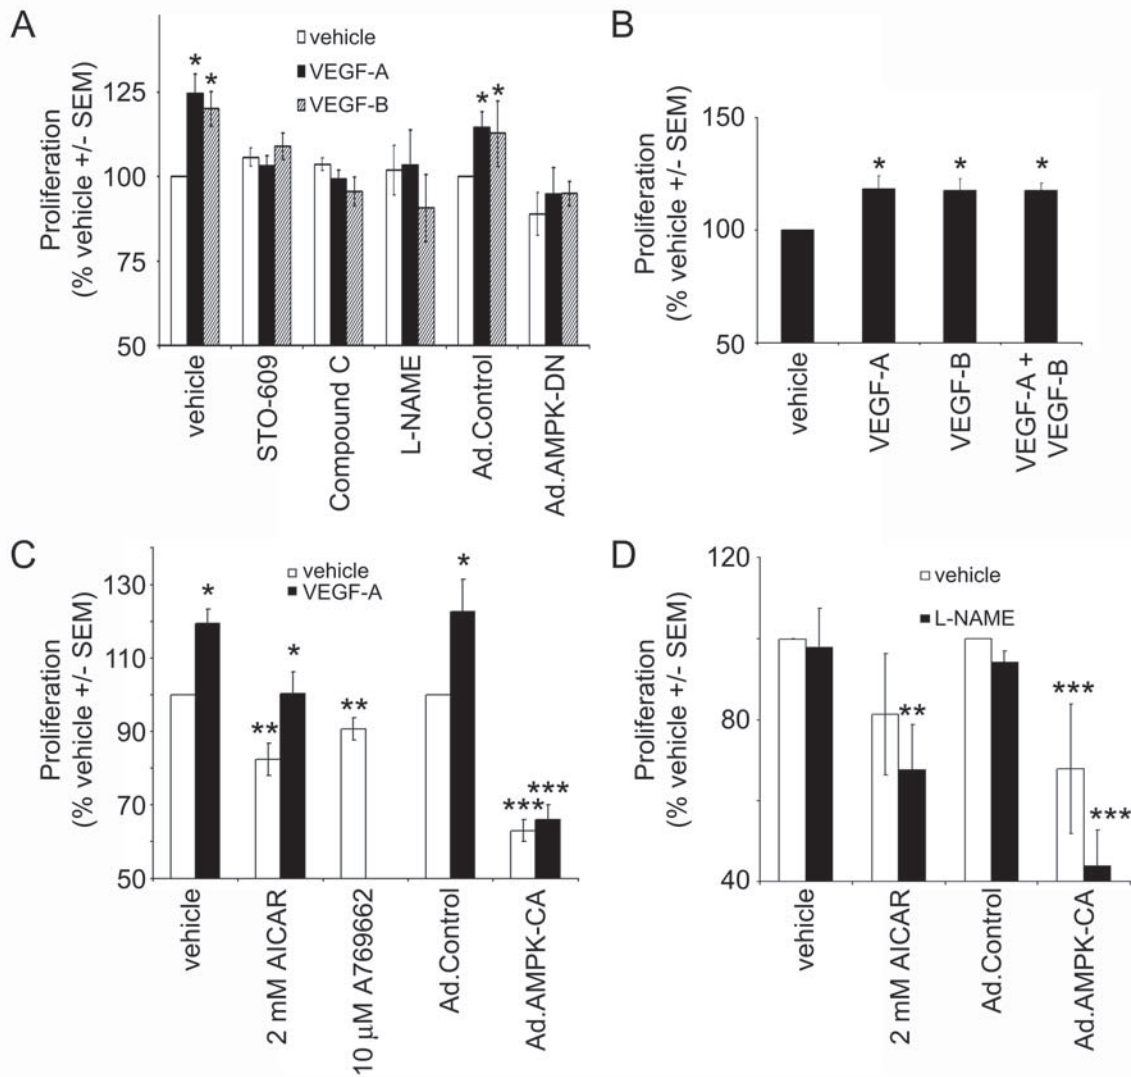 A
Proliferation
(% vehicle +/- SEM)
125
100
75
50
vehicle
VEGF-A
VEGF-B
* * * *
vehicle
STO-609
Compound C
L-NAME
Ad.Control
Ad.AMPK-DN
B
Proliferation
(% vehicle +/- SEM)
150
100
50
* * *
vehicle
VEGF-A
VEGF-B
VEGF-A +
VEGF-B
C
Proliferation
(% vehicle +/- SEM)
130
110
90
70
50
vehicle
VEGF-A
* ** * ** * *** ***
vehicle
2 mM AICAR
10 µM A769662
Ad.Control
Ad.AMPK-CA
D
Proliferation
(% vehicle +/- SEM)
120
80
40
vehicle
L-NAME
** *** ***
vehicle
2 mM AICAR
Ad.Control
Ad.AMPK-CA